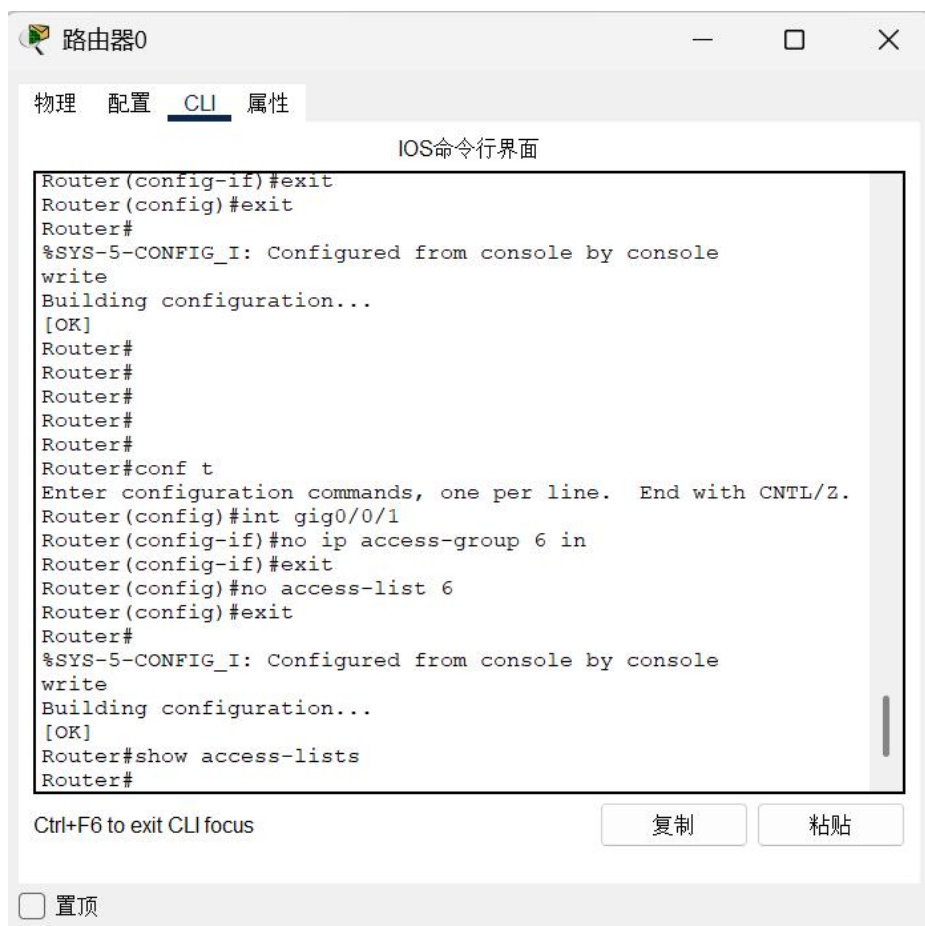 路由器0
物理 配置 CLI 属性
IOS命令行界面
Router(config-if)#exit
Router(config)#exit
Router#
%SYS-5-CONFIG_I: Configured from console by console
write
Building configuration...
[OK]
Router#
Router#
Router#
Router#
Router#
Router#conf t
Enter configuration commands, one per line.  End with CNTL/Z.
Router(config)#int gig0/0/1
Router(config-if)#no ip access-group 6 in
Router(config-if)#exit
Router(config)#no access-list 6
Router(config)#exit
Router#
%SYS-5-CONFIG_I: Configured from console by console
write
Building configuration...
[OK]
Router#show access-lists
Router#
Ctrl+F6 to exit CLI focus
复制 粘贴
置顶